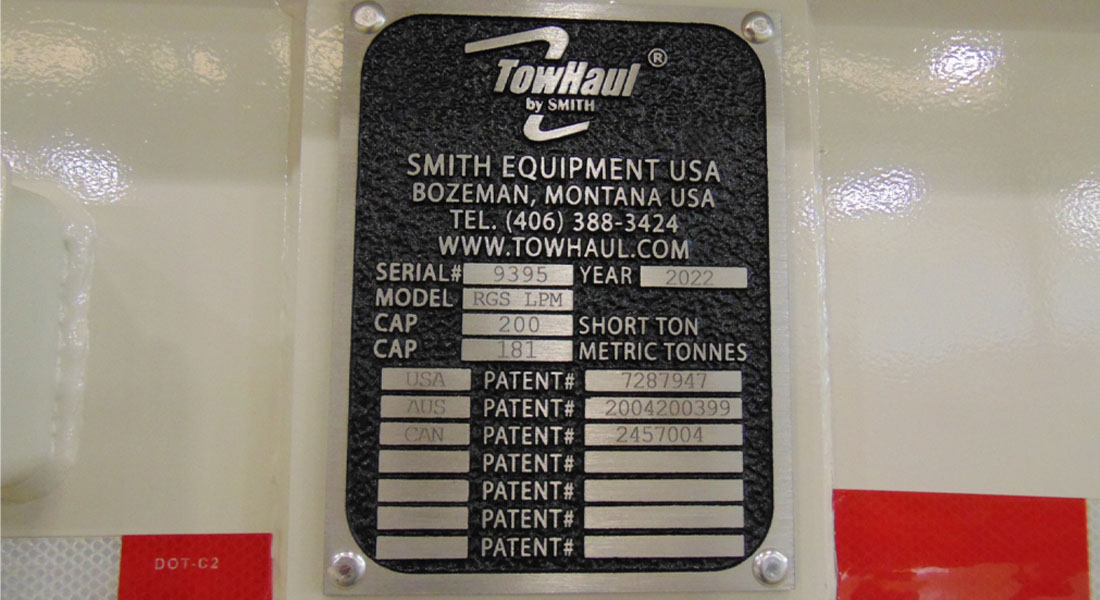 TowHaul ®
by SMITH
SMITH EQUIPMENT USA
BOZEMAN, MONTANA USA
TEL. (406) 388-3424
WWW.TOWHAUL.COM
SERIAL# 9395 YEAR 2022
MODEL RGS LPM
CAP 200 SHORT TON
CAP 181 METRIC TONNES
USA PATENT# 7287947
AUS PATENT# 2004200399
CAN PATENT# 2457004
PATENT#
PATENT#
PATENT#
PATENT#
DOT-C2